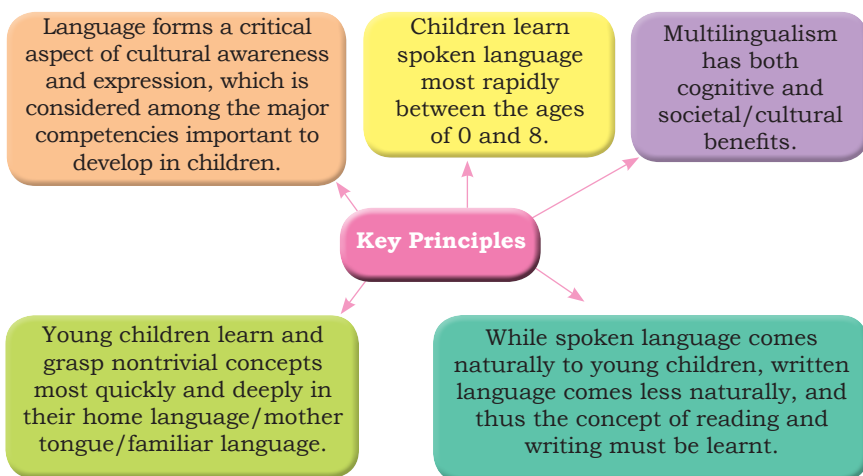 Language forms a critical
aspect of cultural awareness
and expression, which is
considered among the major
competencies important to
develop in children.
Children learn
spoken language
most rapidly
between the ages
of 0 and 8.
Multilingualism
has both
cognitive and
societal/cultural
benefits.
Key Principles
Young children learn and
grasp nontrivial concepts
most quickly and deeply in
their home language/mother
tongue/familiar language.
While spoken language comes
naturally to young children, written
language comes less naturally, and
thus the concept of reading and
writing must be learnt.